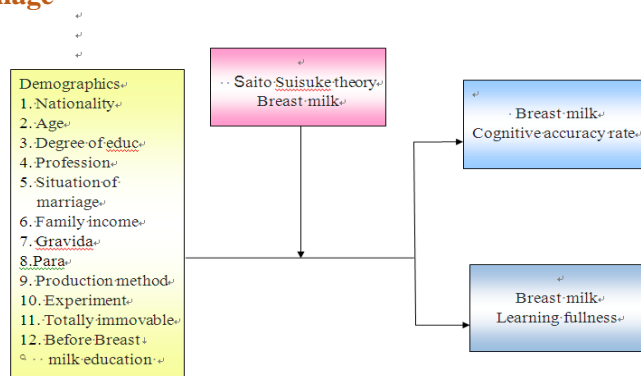 Demographics
1. Nationality
2. Age
3. Degree of educ
4. Profession
5. Situation of
marriage
6. Family income
7. Gravida
8.Para
9. Production method
10. Experiment
11. Totally immovable
12. Before Breast
milk education
Saito Suisuke theory
Breast milk
Breast milk
Cognitive accuracy rate
Breast milk
Learning fullness